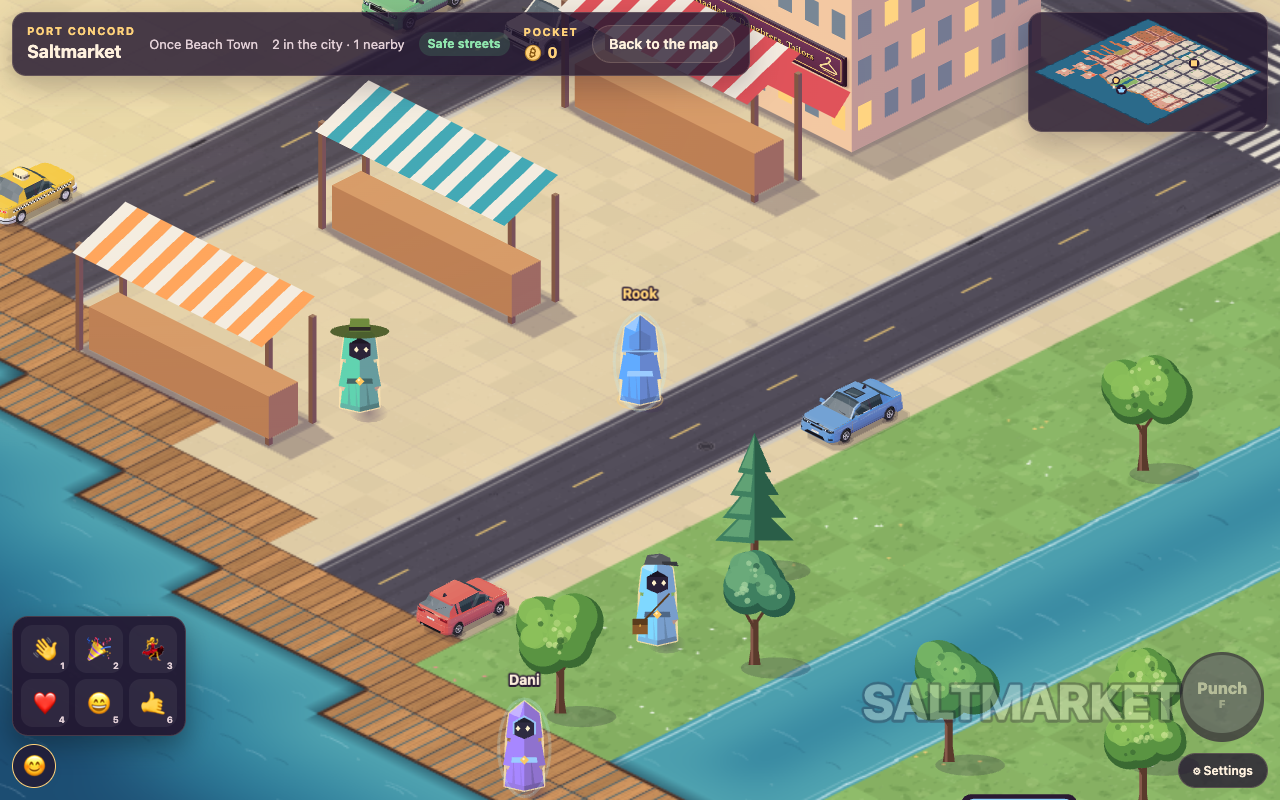 PORT CONCORD
Saltmarket
Once Beach Town
2 in the city · 1 nearby
Safe streets
POCKET
0
Back to the map
Tailors
Rook
Dani
1
2
3
4
5
6
SALTMARKET
Punch
F
Settings